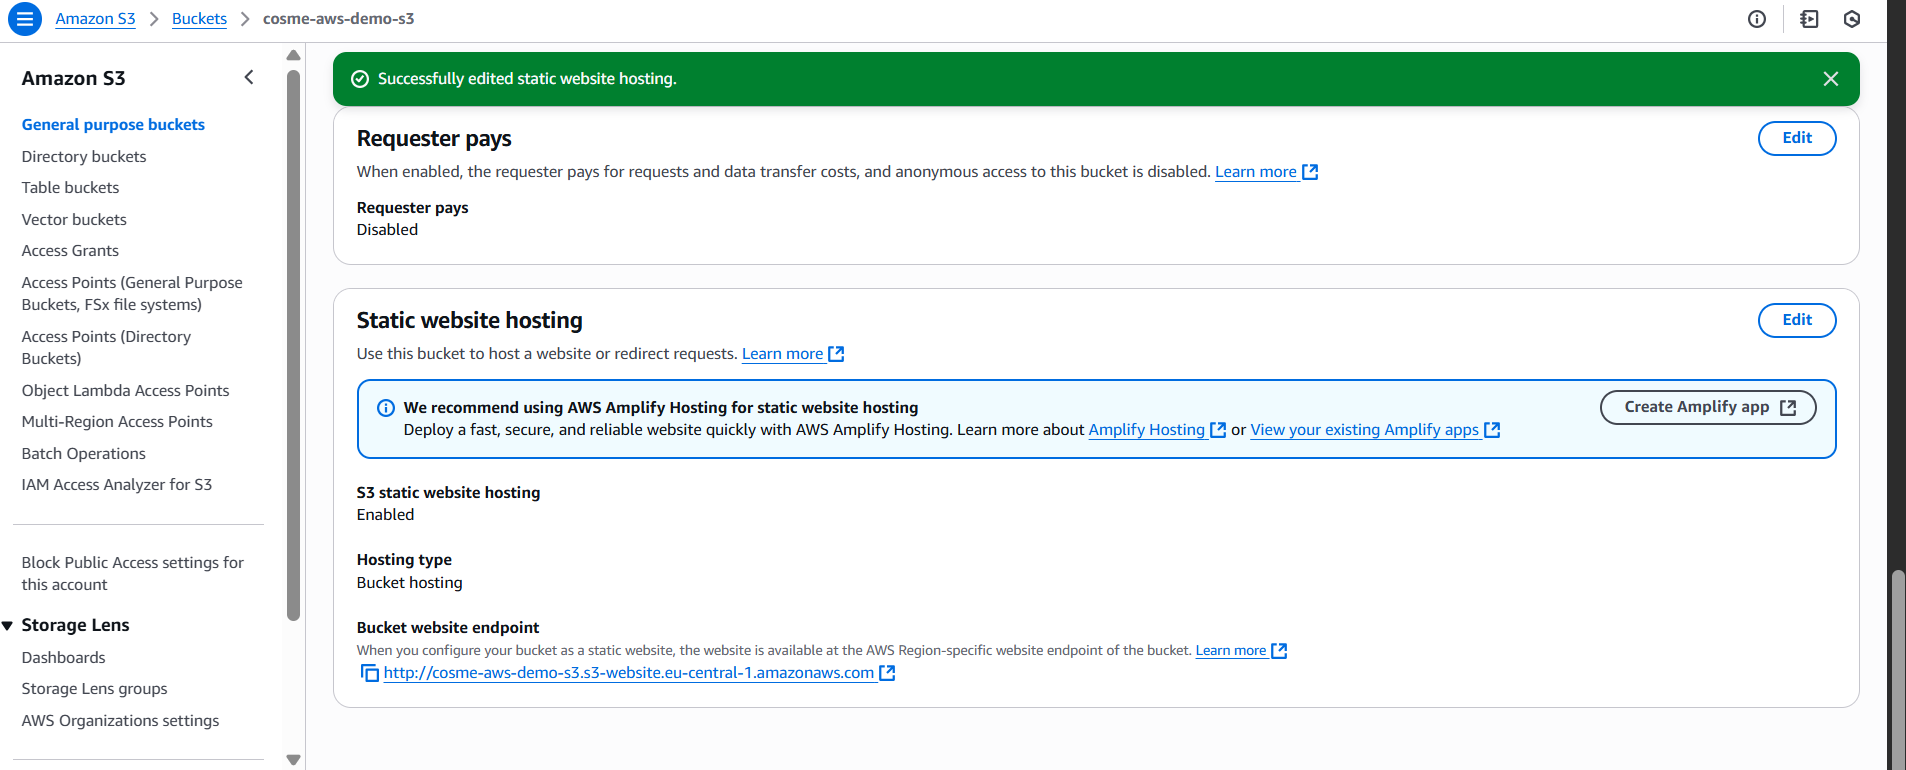 Amazon S3 > Buckets > cosme-aws-demo-s3
Amazon S3
General purpose buckets
Directory buckets
Table buckets
Vector buckets
Access Grants
Access Points (General Purpose
Buckets, FSx file systems)
Access Points (Directory
Buckets)
Object Lambda Access Points
Multi-Region Access Points
Batch Operations
IAM Access Analyzer for S3
Block Public Access settings for
this account
Storage Lens
Dashboards
Storage Lens groups
AWS Organizations settings
Successfully edited static website hosting.
Requester pays
Edit
When enabled, the requester pays for requests and data transfer costs, and anonymous access to this bucket is disabled. Learn more
Requester pays
Disabled
Static website hosting
Edit
Use this bucket to host a website or redirect requests. Learn more
We recommend using AWS Amplify Hosting for static website hosting
Deploy a fast, secure, and reliable website quickly with AWS Amplify Hosting. Learn more about Amplify Hosting or View your existing Amplify apps
Create Amplify app
S3 static website hosting
Enabled
Hosting type
Bucket hosting
Bucket website endpoint
When you configure your bucket as a static website, the website is available at the AWS Region-specific website endpoint of the bucket. Learn more
http://cosme-aws-demo-s3.s3-website.eu-central-1.amazonaws.com